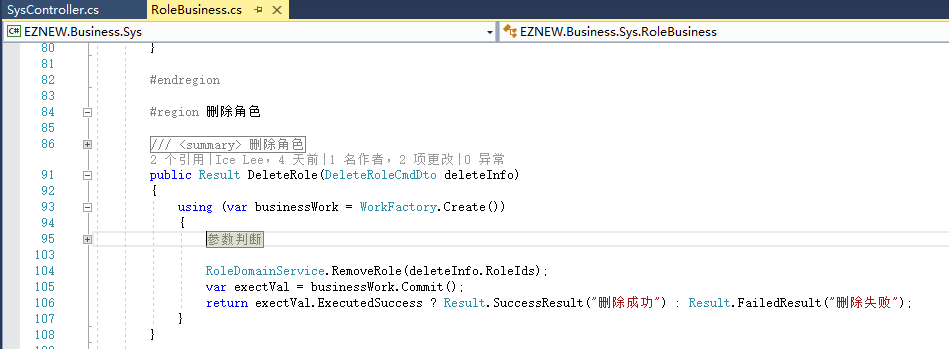 SysController.cs RoleBusiness.cs
C# EZNEW.Business.Sys EZNEW.Business.Sys.RoleBusiness
80 }
81
82 #endregion
83
84 #region 删除角色
85
86 /// <summary> 删除角色
2 个引用|Ice Lee, 4 天前|1 名作者, 2 项更改|0 异常
91 public Result DeleteRole(DeleteRoleCmdDto deleteInfo)
92 {
93 using (var businessWork = WorkFactory.Create())
94 {
95 参数判断
103
104 RoleDomainService.RemoveRole(deleteInfo.RoleIds);
105 var exectVal = businessWork.Commit();
106 return exectVal.ExecutedSuccess ? Result.SuccessResult("删除成功") : Result.FailedResult("删除失败");
107 }
108 }